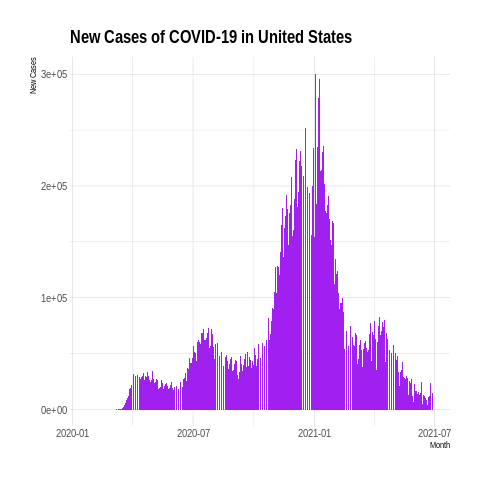 New Cases of COVID-19 in United States
New Cases
3e+05
2e+05
1e+05
0e+00
2020-01 2020-07 2021-01 2021-07
Month